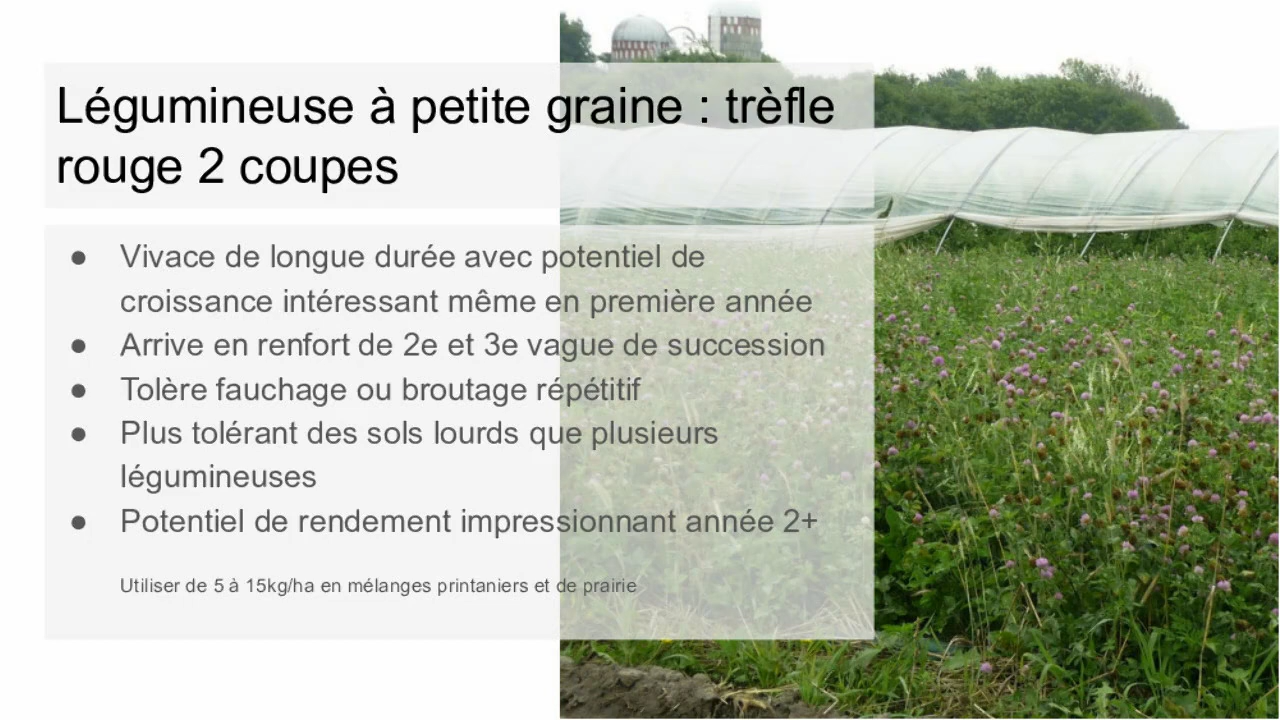 Légumineuse à petite graine : trèfle
rouge 2 coupes
● Vivace de longue durée avec potentiel de
croissance intéressant même en première année
● Arrive en renfort de 2e et 3e vague de succession
● Tolère fauchage ou broutage répétitif
● Plus tolérant des sols lourds que plusieurs
légumineuses
● Potentiel de rendement impressionnant année 2+
Utiliser de 5 à 15kg/ha en mélanges printaniers et de prairie